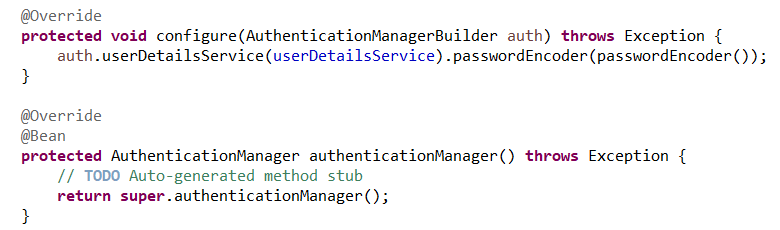 @Override
protected void configure(AuthenticationManagerBuilder auth) throws Exception {
    auth.userDetailsService(userDetailsService).passwordEncoder(passwordEncoder());
}

@Override
@Bean
protected AuthenticationManager authenticationManager() throws Exception {
    // TODO Auto-generated method stub
    return super.authenticationManager();
}